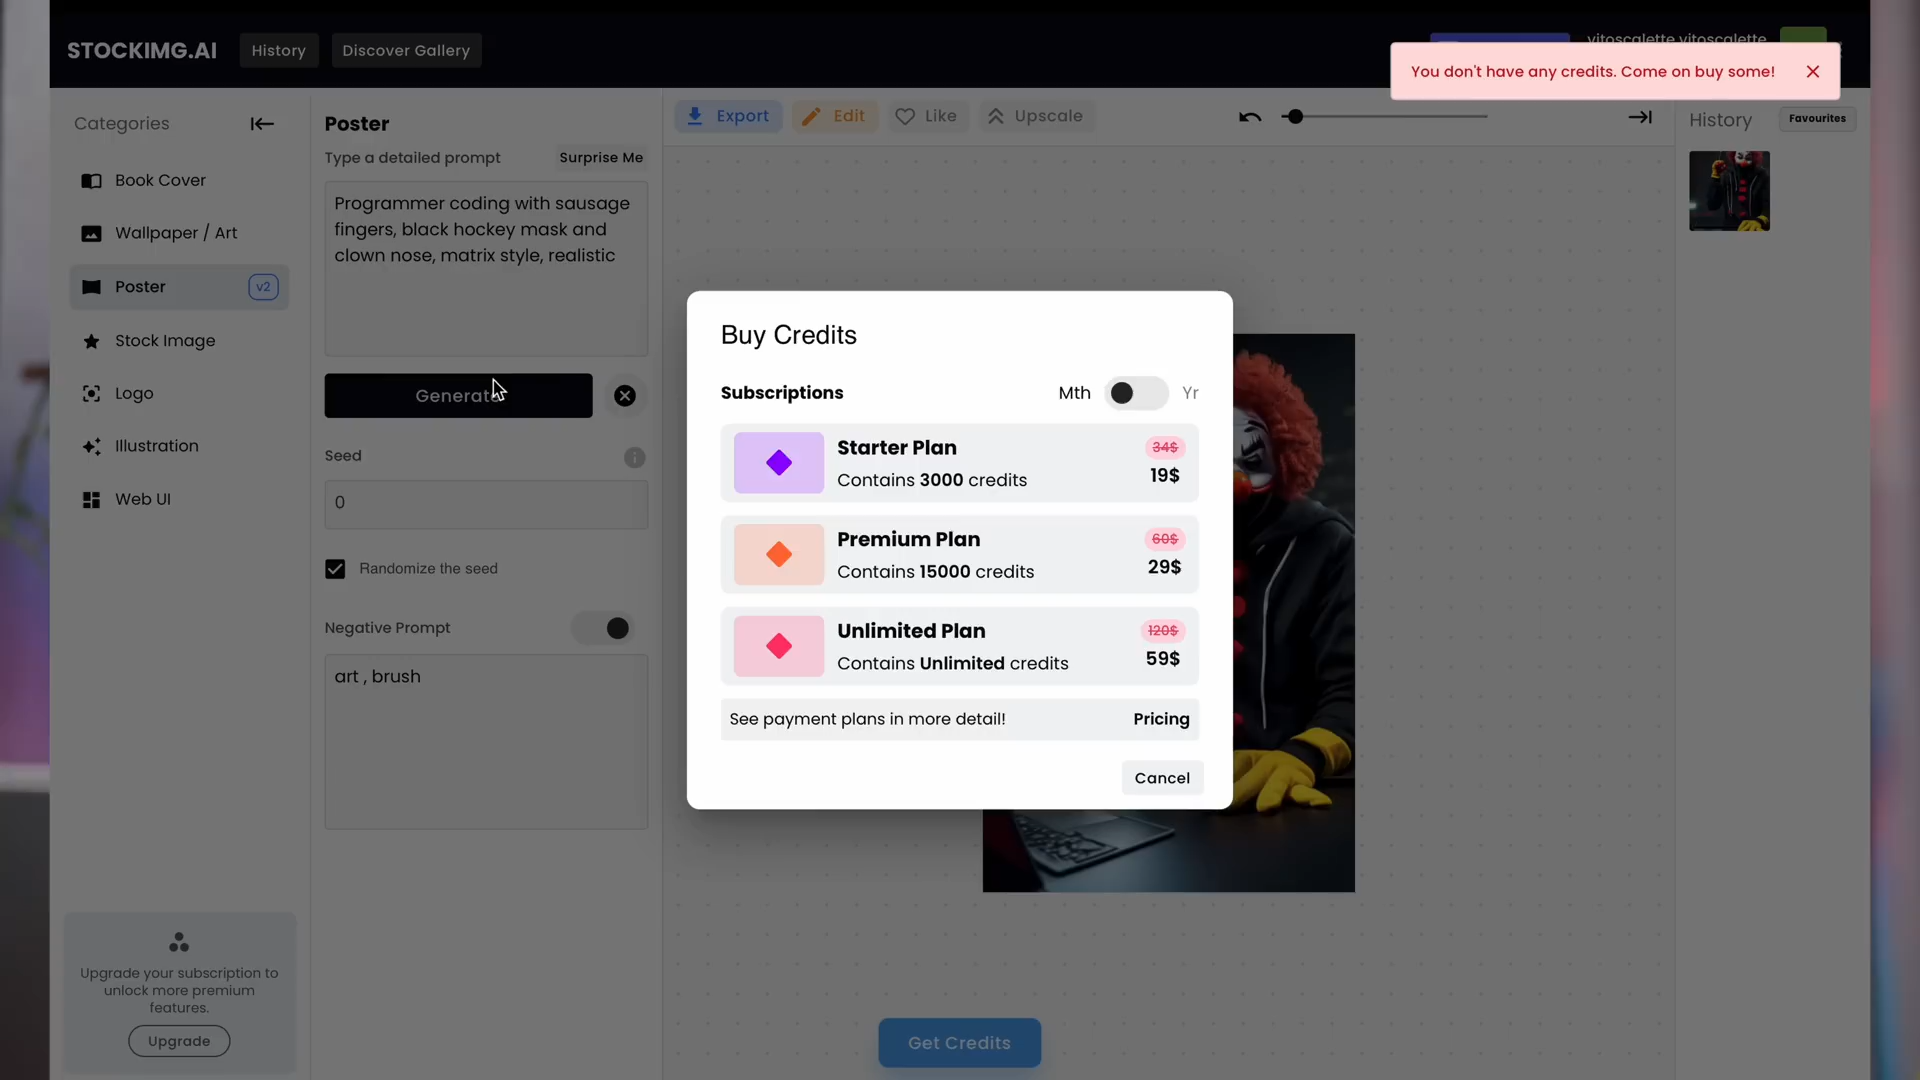 STOCKIMG.AI
History
Discover Gallery
vitoscalette vitoscalette
You don't have any credits. Come on buy some!
Categories
Book Cover
Wallpaper / Art
Poster
v2
Stock Image
Logo
Illustration
Web UI
Upgrade your subscription to
unlock more premium
features.
Upgrade
Poster
Type a detailed prompt
Surprise Me
Programmer coding with sausage
fingers, black hockey mask and
clown nose, matrix style, realistic
Generate
Seed
0
Randomize the seed
Negative Prompt
art , brush
Export
Edit
Like
Upscale
Buy Credits
Subscriptions
Mth
Yr
Starter Plan
34$
Contains 3000 credits
19$
Premium Plan
60$
Contains 15000 credits
29$
Unlimited Plan
120$
Contains Unlimited credits
59$
See payment plans in more detail!
Pricing
Cancel
Get Credits
History
Favourites